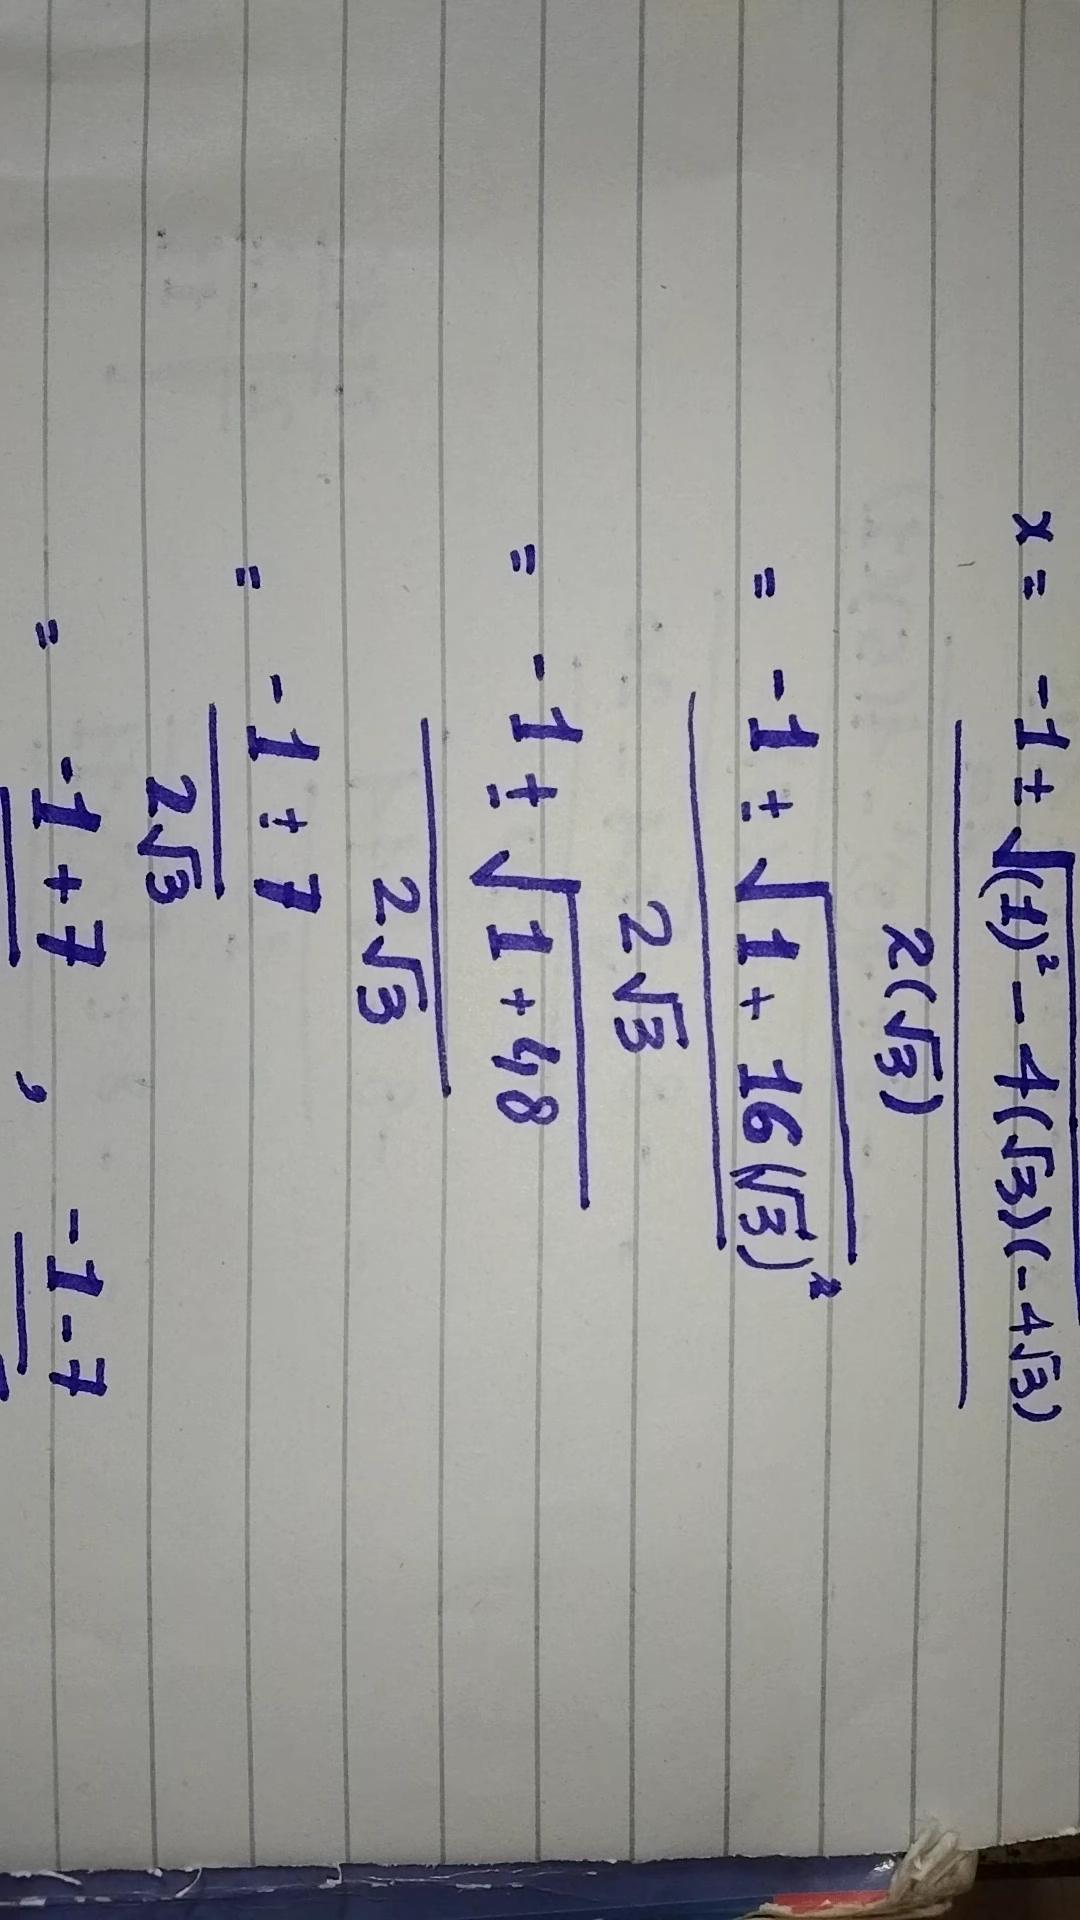 x = -1 ± √(1)² - 4(√3)(-4√3)
2(√3)
= -1 ± √1 + 16(√3)²
2√3
= -1 ± √1 + 48
2√3
= -1 ± 7
2√3
= -1 + 7 , -1 - 7